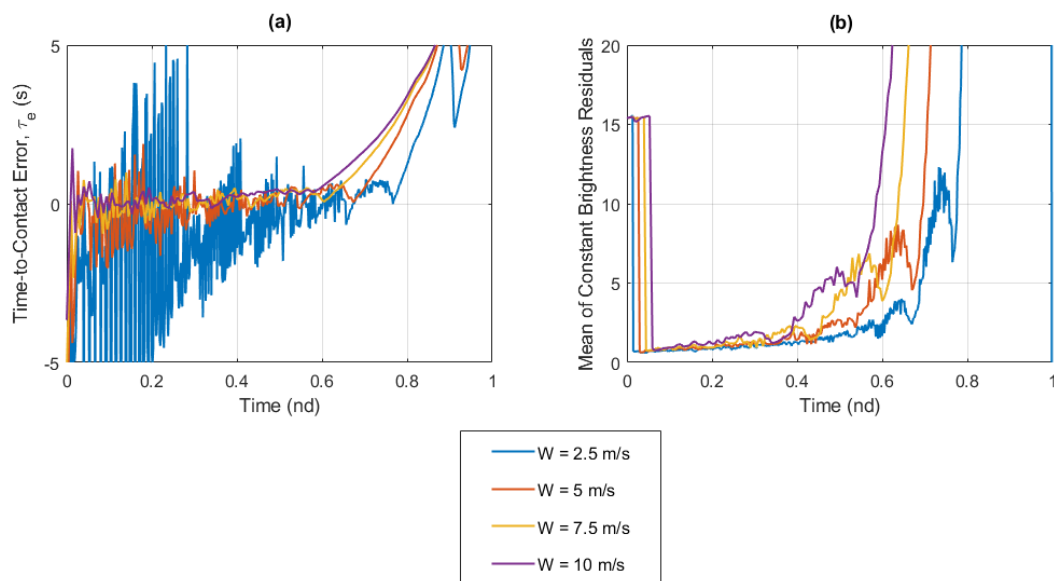 (a)
5
0
-5
Time-to-Contact Error, τe (s)
0 0.2 0.4 0.6 0.8 1
Time (nd)
(b)
20
15
10
5
0
Mean of Constant Brightness Residuals
0 0.2 0.4 0.6 0.8 1
Time (nd)
W = 2.5 m/s
W = 5 m/s
W = 7.5 m/s
W = 10 m/s